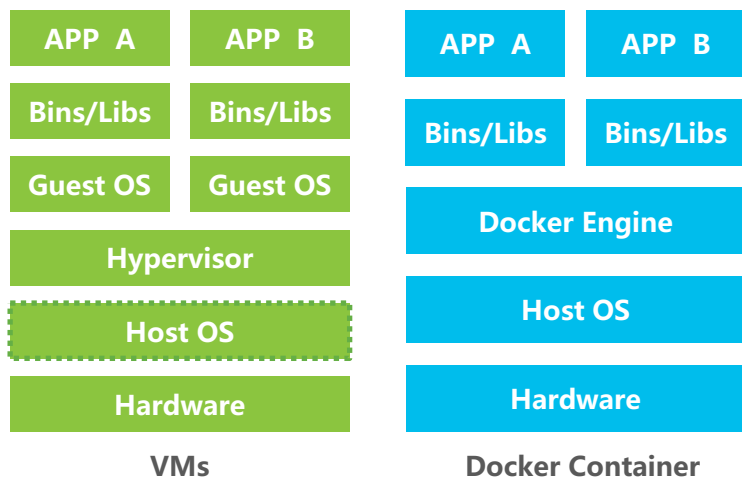 APP A
APP B
Bins/Libs
Bins/Libs
Guest OS
Guest OS
Hypervisor
Host OS
Hardware
VMs
APP A
APP B
Bins/Libs
Bins/Libs
Docker Engine
Host OS
Hardware
Docker Container